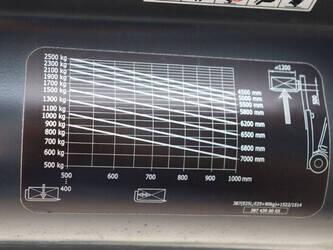 2500 kg
2300 kg
2100 kg
1900 kg
1700 kg
1500 kg
1300 kg
1100 kg
1000 kg
900 kg
800 kg
700 kg
600 kg
500 kg
≤1200
4500 mm
5000 mm
5500 mm
5800 mm
6200 mm
6500 mm
6800 mm
7000 mm
500 600 700 800 900 1000 mm
400